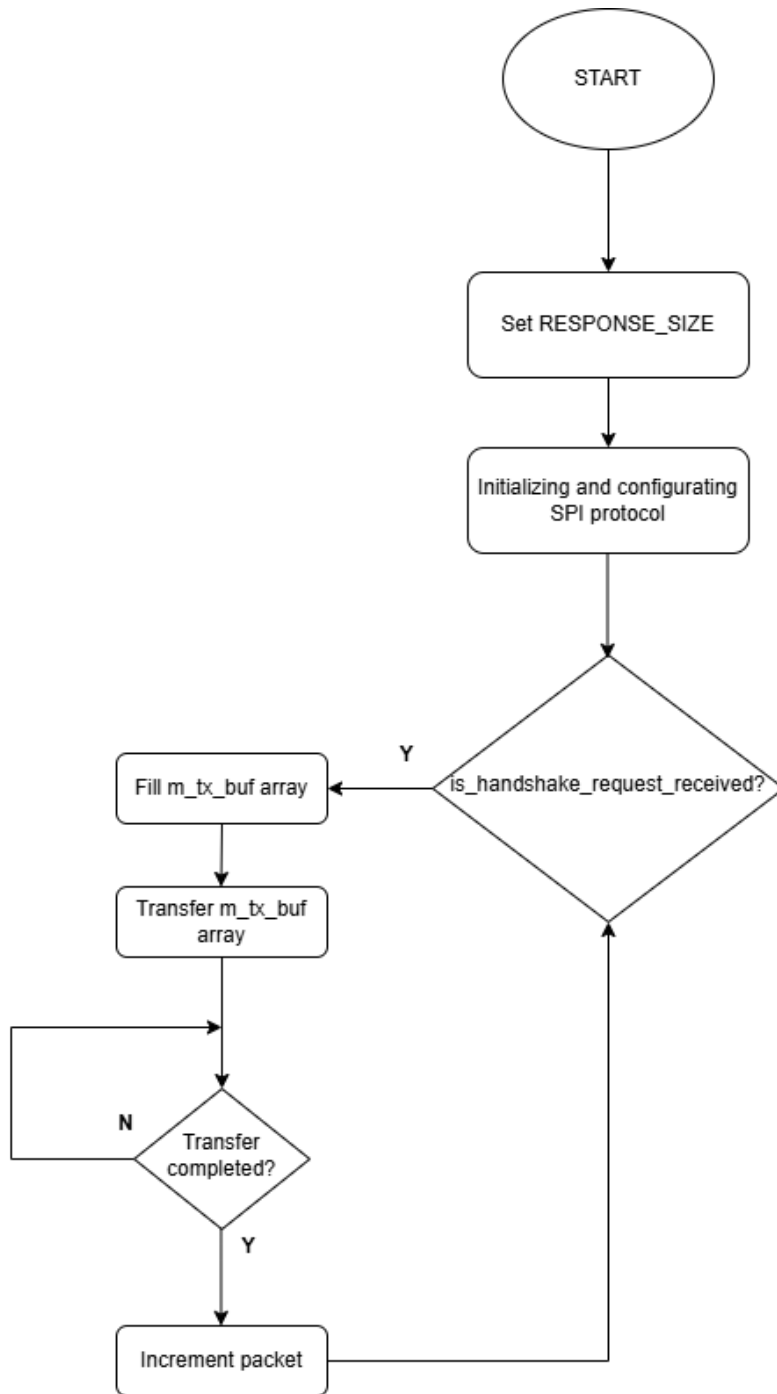 START
Set RESPONSE_SIZE
Initializing and configurating
SPI protocol
is_handshake_request_received?
Y
Fill m_tx_buf array
Transfer m_tx_buf
array
N
Transfer
completed?
Y
Increment packet